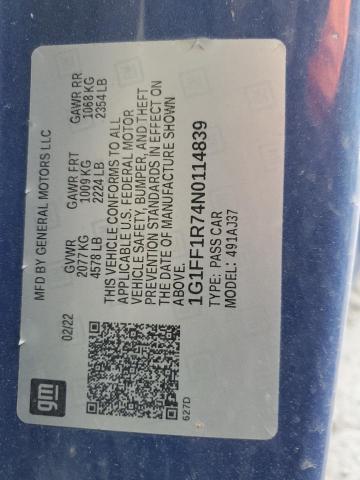 MFD BY GENERAL MOTORS LLC
02/22
GVWR
2077 KG
4578 LB
GAWR FRT
1009 KG
2224 LB
GAWR RR
1068 KG
2354 LB
THIS VEHICLE CONFORMS TO ALL
APPLICABLE U.S. FEDERAL MOTOR
VEHICLE SAFETY, BUMPER, AND THEFT
PREVENTION STANDARDS IN EFFECT ON
THE DATE OF MANUFACTURE SHOWN
ABOVE.
1G1FF1R74N0114839
TYPE: PASS CAR
MODEL: 491AJ37
gm
627D